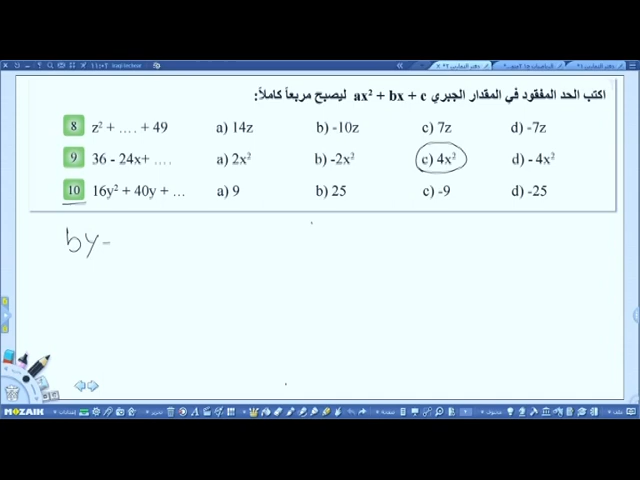 اكتب الحد المفقود في المقدار الجبري ax² + bx + c ليصبح مربعاً كاملاً:
8 z² + .... + 49 a) 14z b) -10z c) 7z d) -7z
9 36 - 24x+ .... a) 2x² b) -2x² c) 4x² d) - 4x²
10 16y² + 40y + ... a) 9 b) 25 c) -9 d) -25
by -
MOZAIK